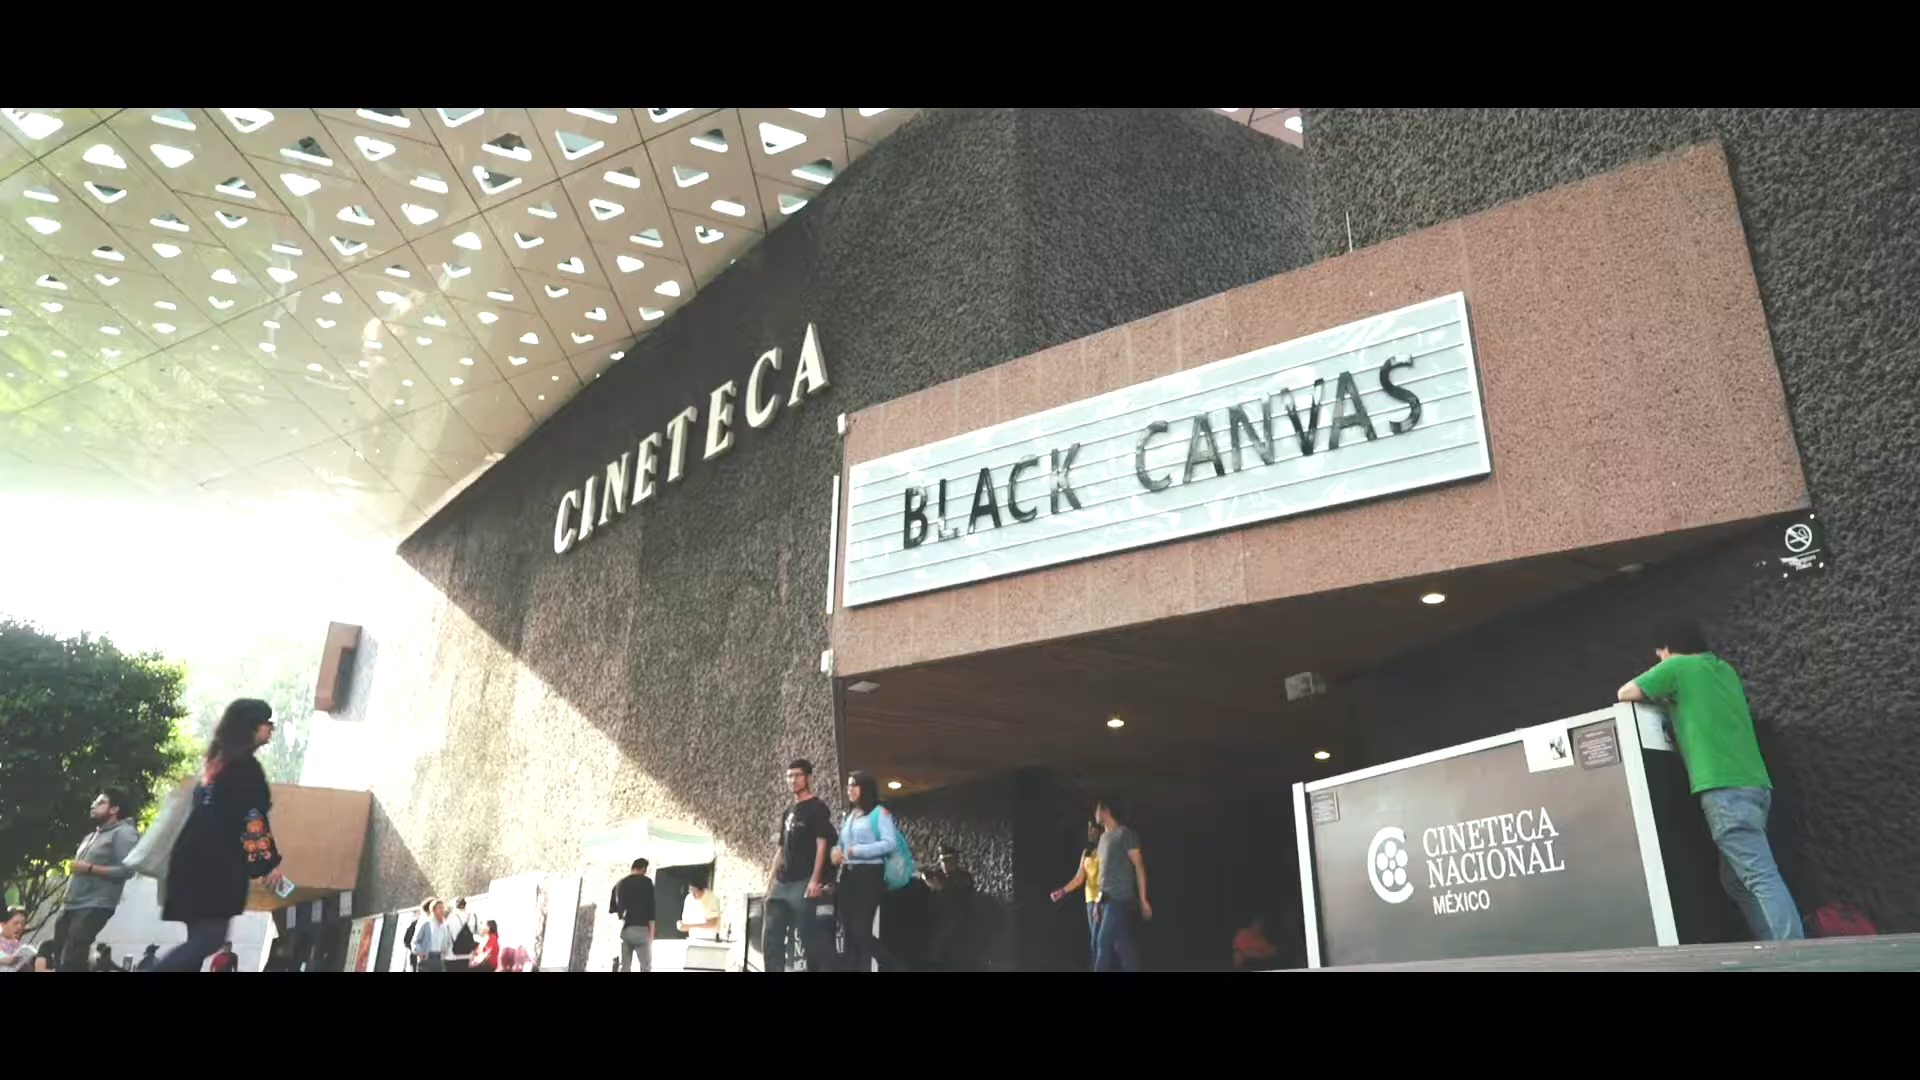 CINETECA
BLACK CANVAS
CINETECA
NACIONAL
MÉXICO